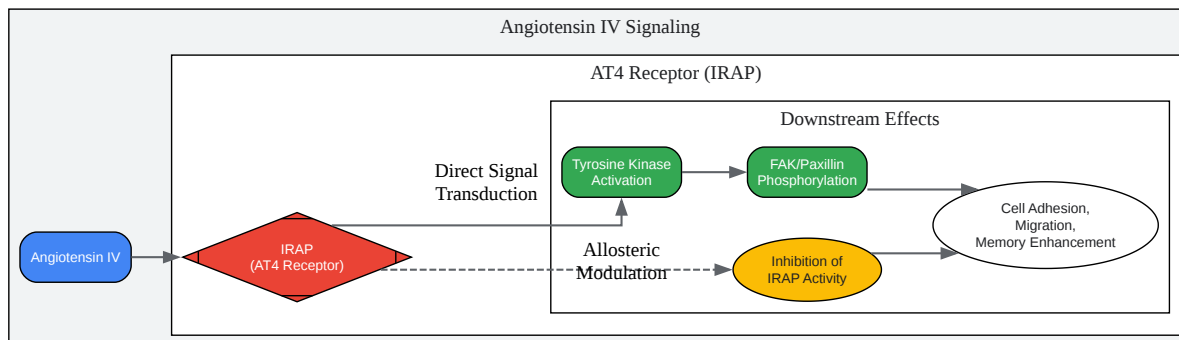 Angiotensin IV Signaling
AT4 Receptor (IRAP)
Downstream Effects
Direct Signal
Transduction
Tyrosine Kinase
Activation
FAK/Paxillin
Phosphorylation
Cell Adhesion,
Migration,
Memory Enhancement
Angiotensin IV
IRAP
(AT4 Receptor)
Allosteric
Modulation
Inhibition of
IRAP Activity